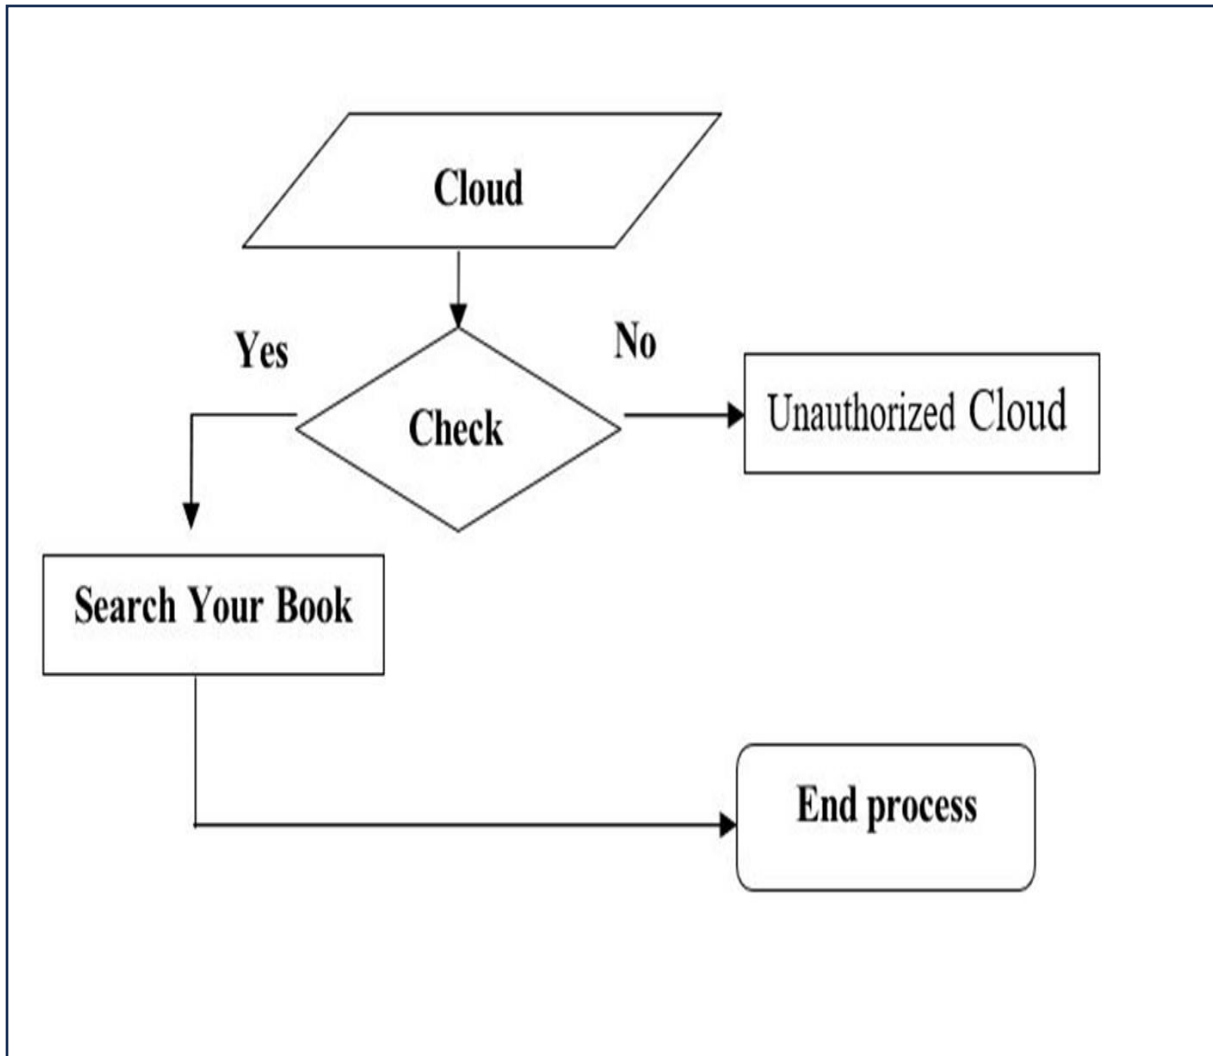 Cloud
Yes
No
Check
Unauthorized Cloud
Search Your Book
End process